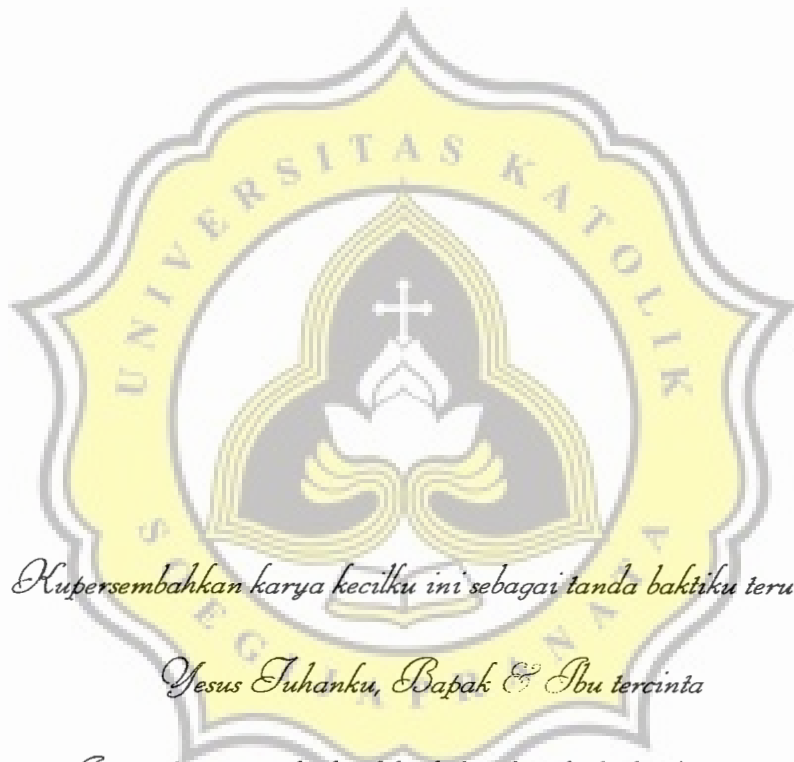 UNIVERSITAS KATOLIK
SOEGIJAPRANATA
Kupersembahkan karya kecilku ini sebagai tanda baktiku teru
Yesus Tuhanku, Bapak & Ibu tercinta